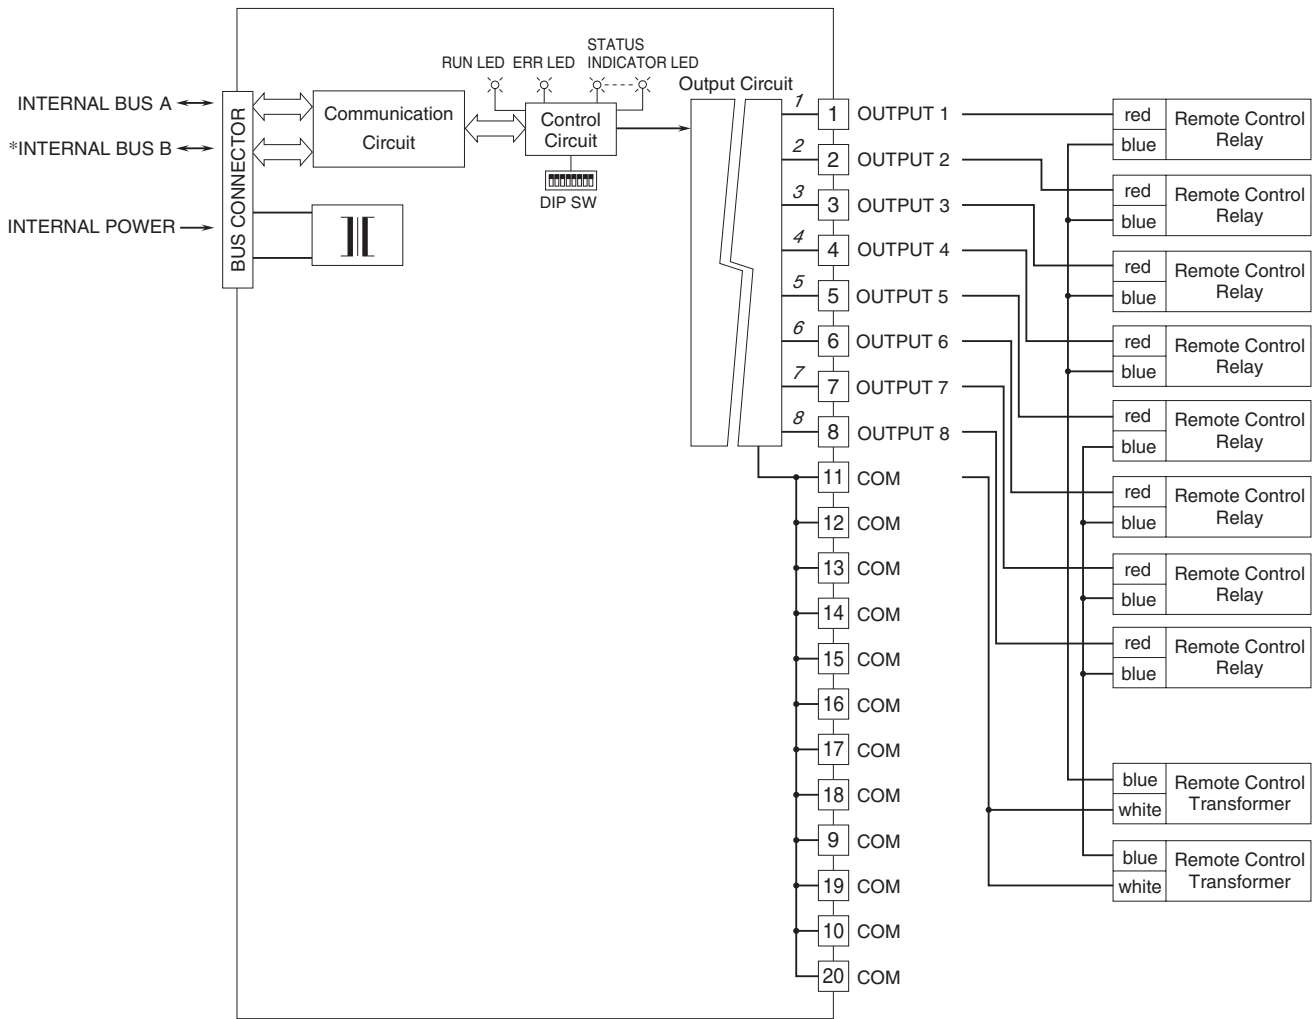 STATUS
RUN LED ERR LED INDICATOR LED
Output Circuit
INTERNAL BUS A
*INTERNAL BUS B
INTERNAL POWER
BUS CONNECTOR
Communication
Circuit
Control
Circuit
DIP SW
1 1 OUTPUT 1
2 2 OUTPUT 2
3 3 OUTPUT 3
4 4 OUTPUT 4
5 5 OUTPUT 5
6 6 OUTPUT 6
7 7 OUTPUT 7
8 8 OUTPUT 8
11 COM
12 COM
13 COM
14 COM
15 COM
16 COM
17 COM
18 COM
9 COM
19 COM
10 COM
20 COM
red Remote Control
blue Relay
red Remote Control
blue Relay
red Remote Control
blue Relay
red Remote Control
blue Relay
red Remote Control
blue Relay
red Remote Control
blue Relay
red Remote Control
blue Relay
red Remote Control
blue Relay
blue Remote Control
white Transformer
blue Remote Control
white Transformer